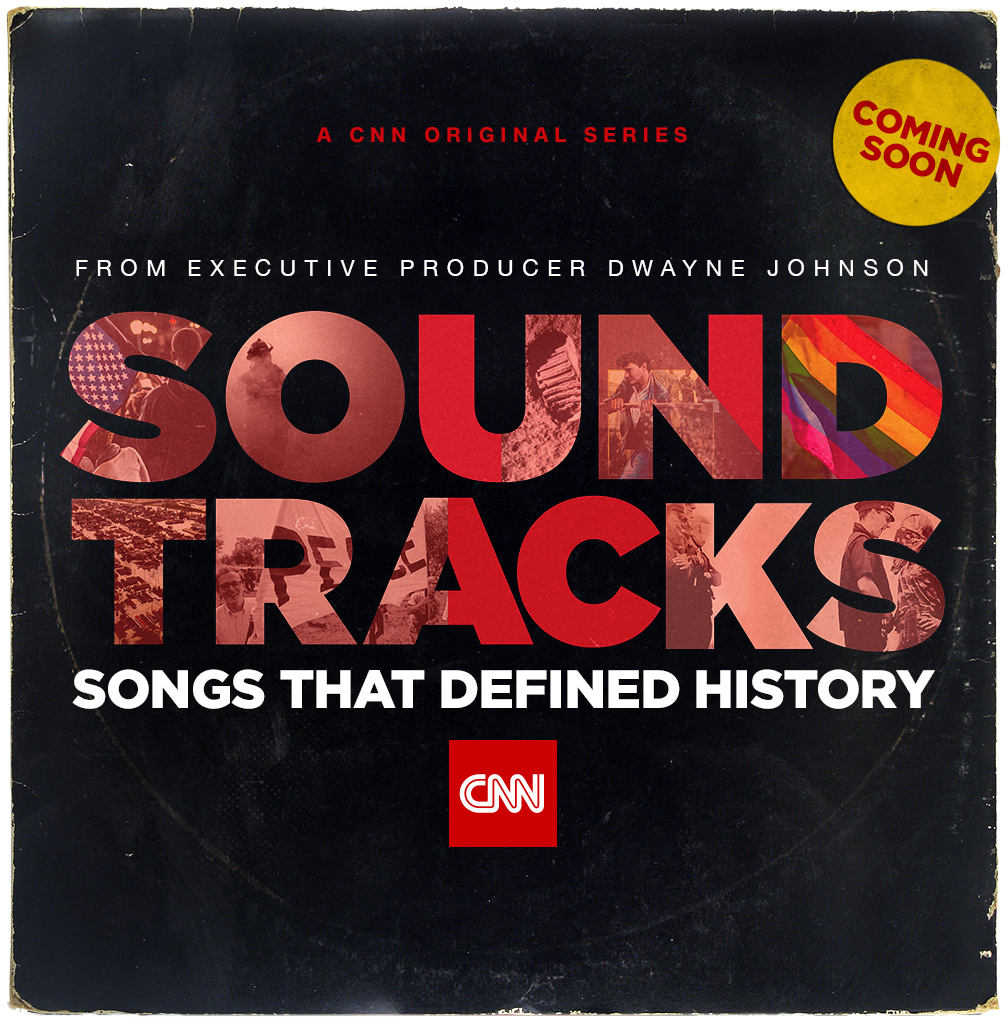 COMING
SOON
A CNN ORIGINAL SERIES
FROM EXECUTIVE PRODUCER DWAYNE JOHNSON
SOUND
TRACKS
SONGS THAT DEFINED HISTORY
CNN